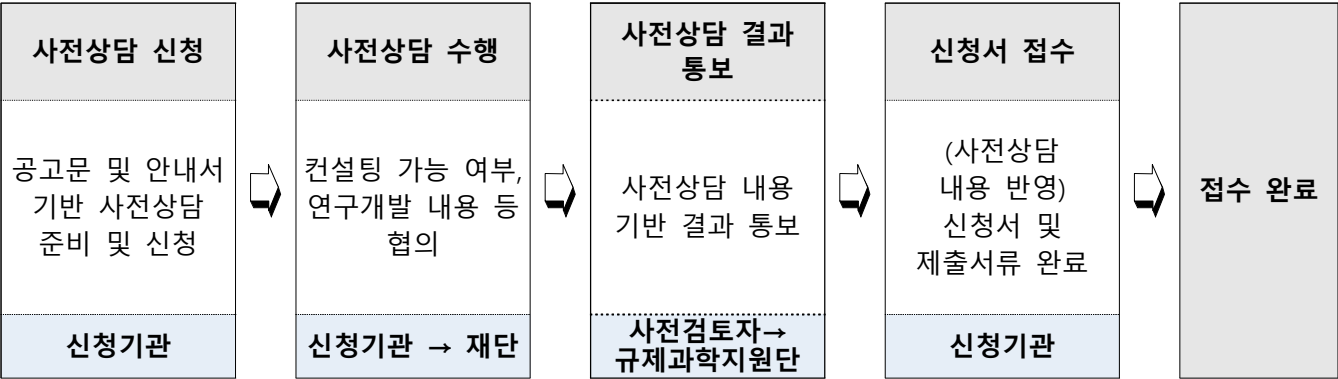 사전상담 신청
공고문 및 안내서
기반 사전상담
준비 및 신청
신청기관
사전상담 수행
컨설팅 가능 여부,
연구개발 내용 등
협의
신청기관 → 재단
사전상담 결과
통보
사전상담 내용
기반 결과 통보
사전검토자→
규제과학지원단
신청서 접수
(사전상담
내용 반영)
신청서 및
제출서류 완료
신청기관
접수 완료